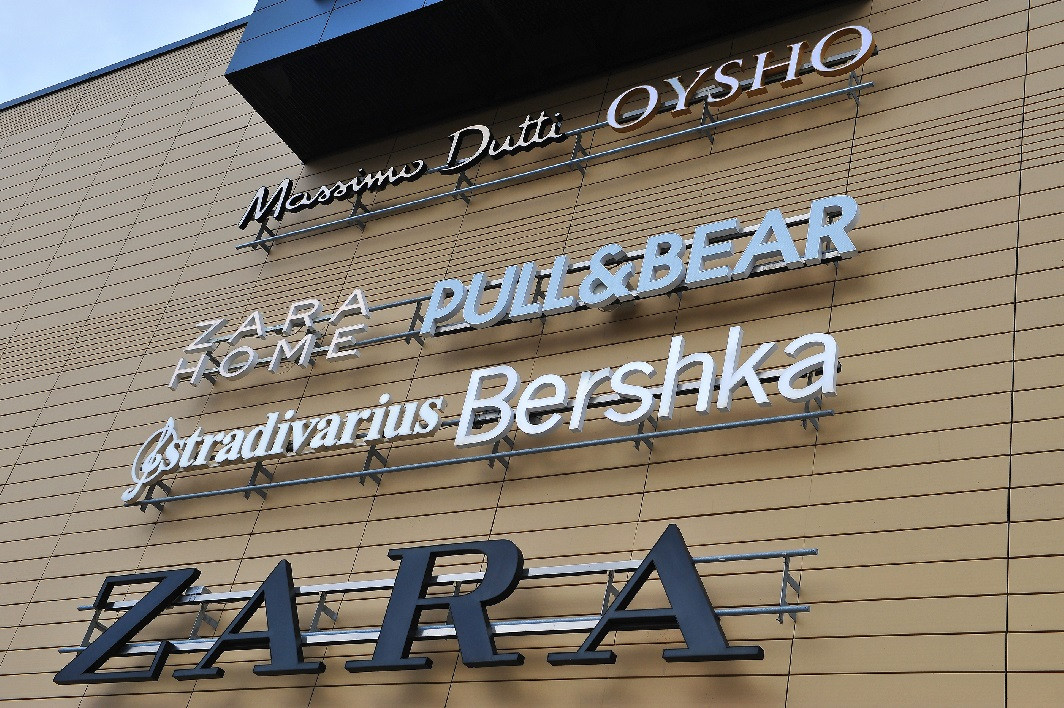 Massimo Dutti OYSHO
ZARA HOME PULL&BEAR
stradivarius Bershka
ZARA